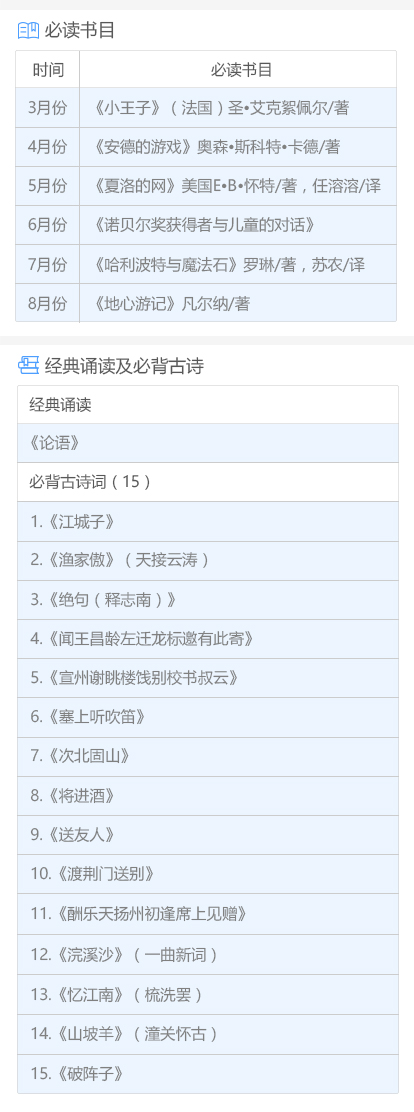 必读书目
时间 必读书目
3月份 《小王子》（法国）圣•艾克絮佩尔/著
4月份 《安德的游戏》奥森•斯科特•卡德/著
5月份 《夏洛的网》美国E•B•怀特/著，任溶溶/译
6月份 《诺贝尔奖获得者与儿童的对话》
7月份 《哈利波特与魔法石》罗琳/著，苏农/译
8月份 《地心游记》凡尔纳/著
经典诵读及必背古诗
经典诵读
《论语》
必背古诗词（15）
1.《江城子》
2.《渔家傲》（天接云涛）
3.《绝句（释志南）》
4.《闻王昌龄左迁龙标邀有此寄》
5.《宣州谢眺楼饯别校书叔云》
6.《塞上听吹笛》
7.《次北固山》
8.《将进酒》
9.《送友人》
10.《渡荆门送别》
11.《酬乐天扬州初逢席上见赠》
12.《浣溪沙》（一曲新词）
13.《忆江南》（梳洗罢）
14.《山坡羊》（潼关怀古）
15.《破阵子》